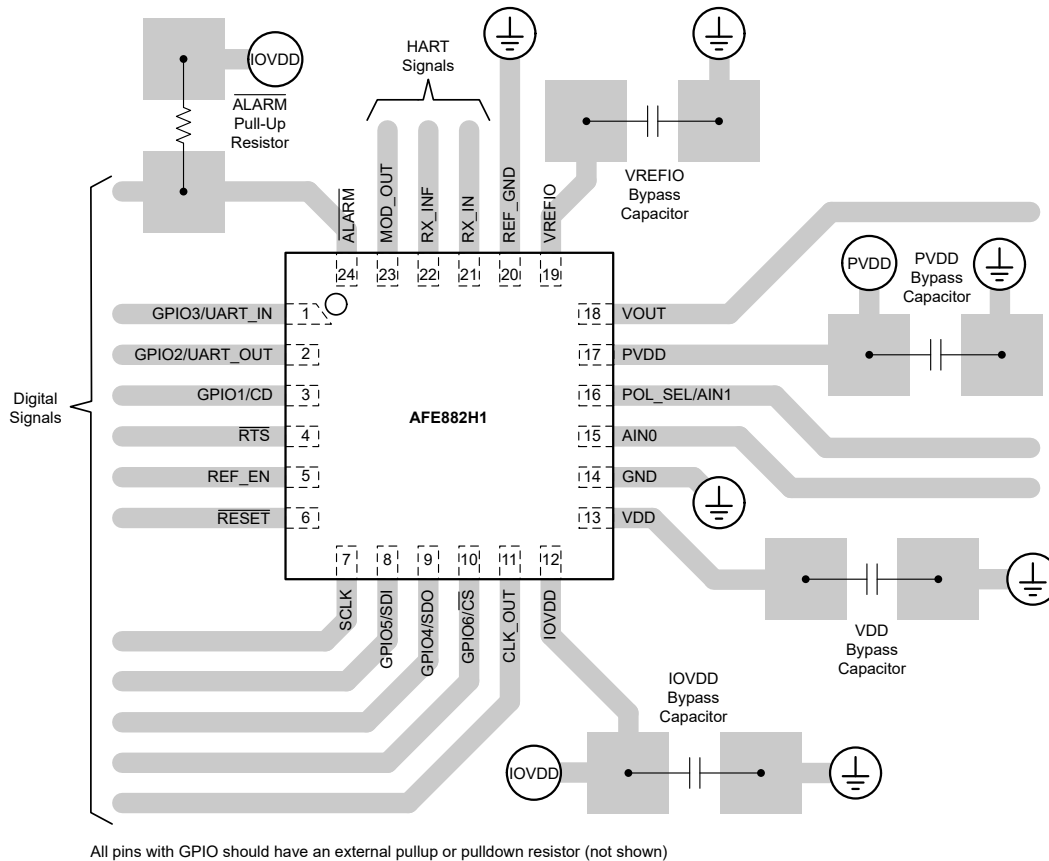 IOVDD
ALARM
Pull-Up
Resistor
HART
Signals
VREFIO
Bypass
Capacitor
ALARM
MOD_OUT
RX_INF
RX_IN
REF_GND
VREFIO
24 23 22 21 20 19
PVDD
PVDD
Bypass
Capacitor
GPIO3/UART_IN 1
GPIO2/UART_OUT 2
GPIO1/CD 3
RTS 4
REF_EN 5
RESET 6
Digital
Signals
AFE882H1
18 VOUT
17 PVDD
16 POL_SEL/AIN1
15 AIN0
14 GND
13 VDD
7 8 9 10 11 12
SCLK
GPIO5/SDI
GPIO4/SDO
GPIO6/CS
CLK_OUT
IOVDD
VDD
Bypass
Capacitor
IOVDD
Bypass
Capacitor
IOVDD
All pins with GPIO should have an external pullup or pulldown resistor (not shown)